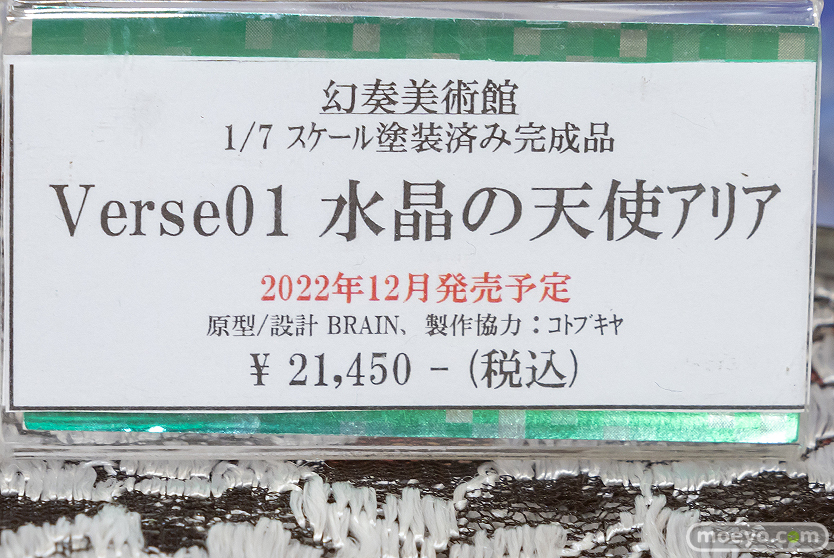 幻奏美術館
1/7 スケール塗装済み完成品
Verse01 水晶の天使アリア
2022年12月発売予定
原型/設計 BRAIN、製作協力：コトブキヤ
¥ 21,450 − (税込)
moeyo.com